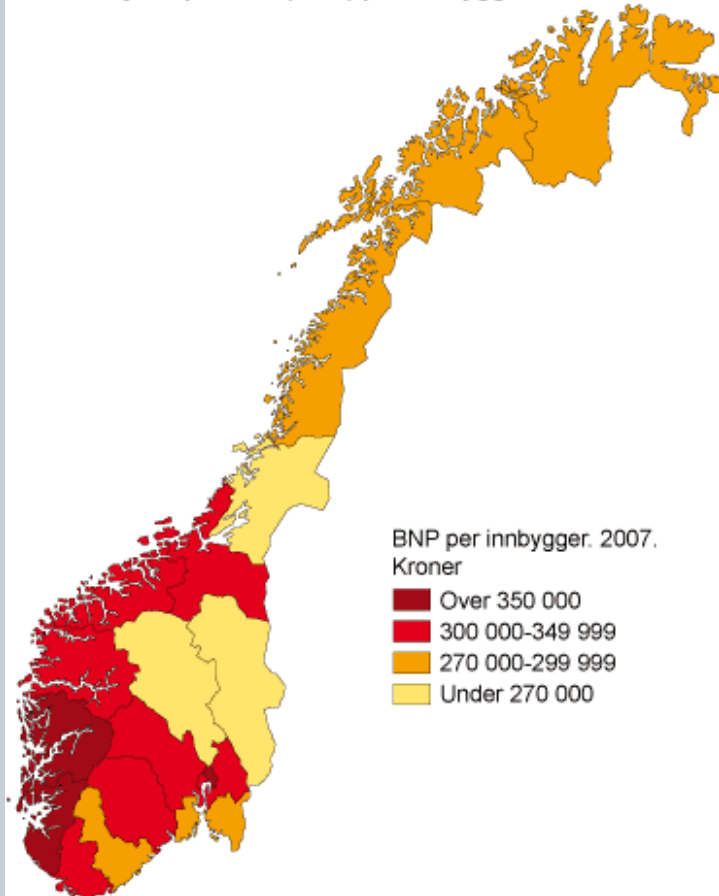 BNP per innbygger. 2007.
Kroner
Over 350 000
300 000-349 999
270 000-299 999
Under 270 000